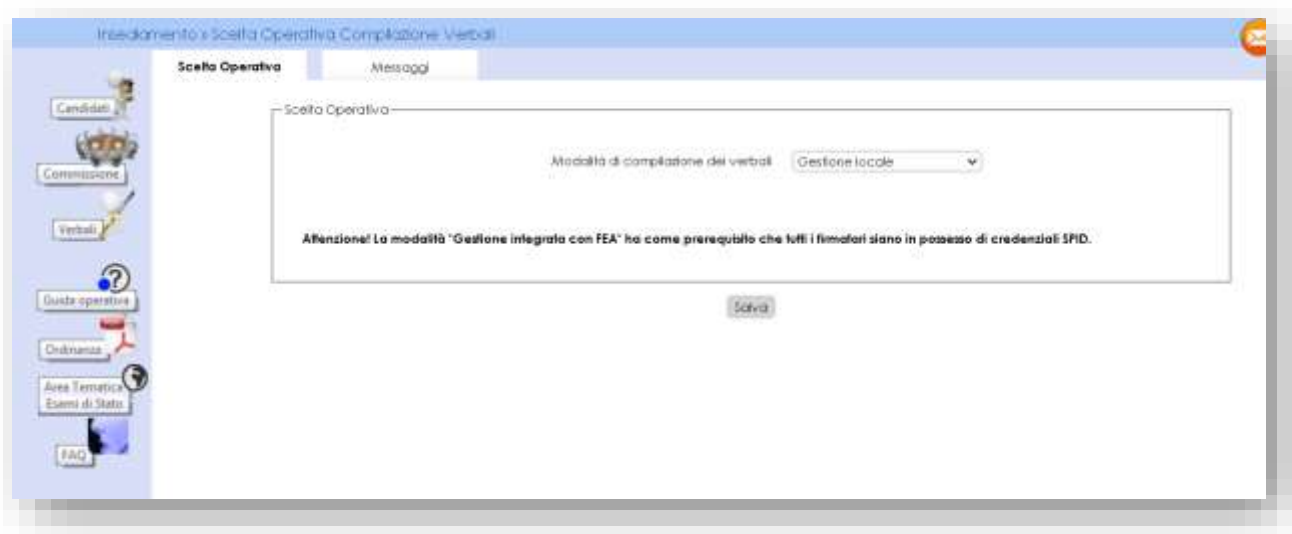 Insediamento » Scelta Operativa Compilazione Verbali
Scelta Operativa
Messaggi
Candidati
Commissione
Verbali
Guida operativa
Ordinanza
Area Tematica
Esami di Stato
FAQ
Scelta Operativa
Modalità di compilazione dei verbali
Gestione locale
Attenzione! La modalità "Gestione integrata con FEA" ha come prerequisito che tutti i firmatari siano in possesso di credenziali SPID.
Salva